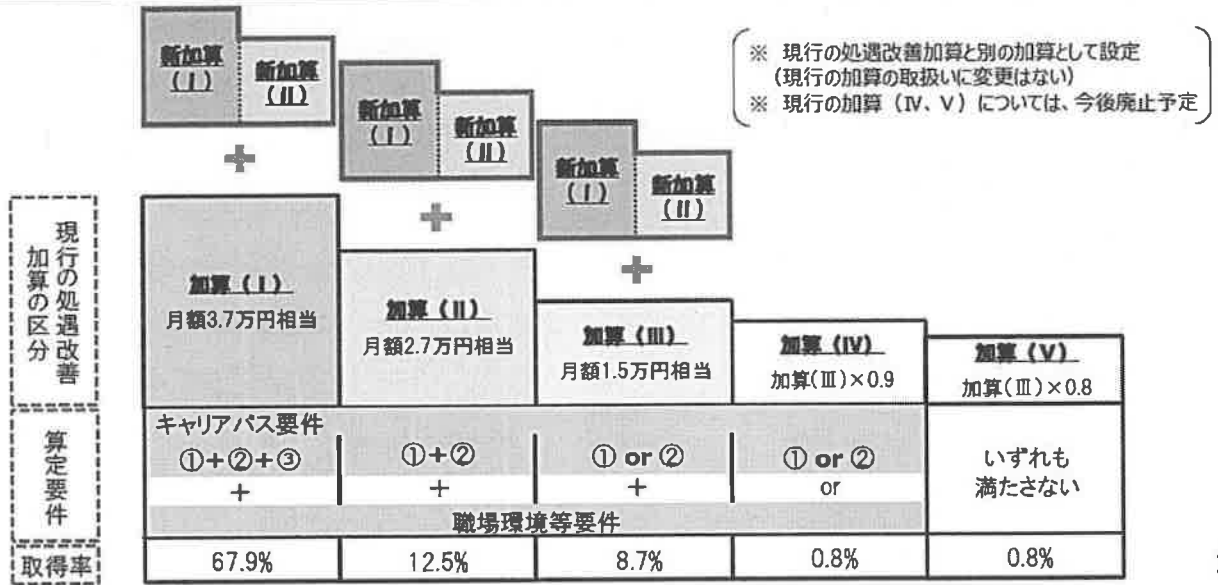 新加算
(Ⅰ)
新加算
(Ⅱ)
新加算
(Ⅰ)
新加算
(Ⅱ)
新加算
(Ⅰ)
新加算
(Ⅱ)
※ 現行の処遇改善加算と別の加算として設定
(現行の加算の取扱いに変更はない)
※ 現行の加算(Ⅳ、Ⅴ)については、今後廃止予定
+
+
+
現行の処遇改善
加算の区分
加算(Ⅰ)
月額3.7万円相当
加算(Ⅱ)
月額2.7万円相当
加算(Ⅲ)
月額1.5万円相当
加算(Ⅳ)
加算(Ⅲ)×0.9
加算(Ⅴ)
加算(Ⅲ)×0.8
算定要件
キャリアパス要件
①+②+③
①+②
①or②
①or②
いずれも
満たさない
+
+
+
or
職場環境等要件
取得率
67.9%
12.5%
8.7%
0.8%
0.8%